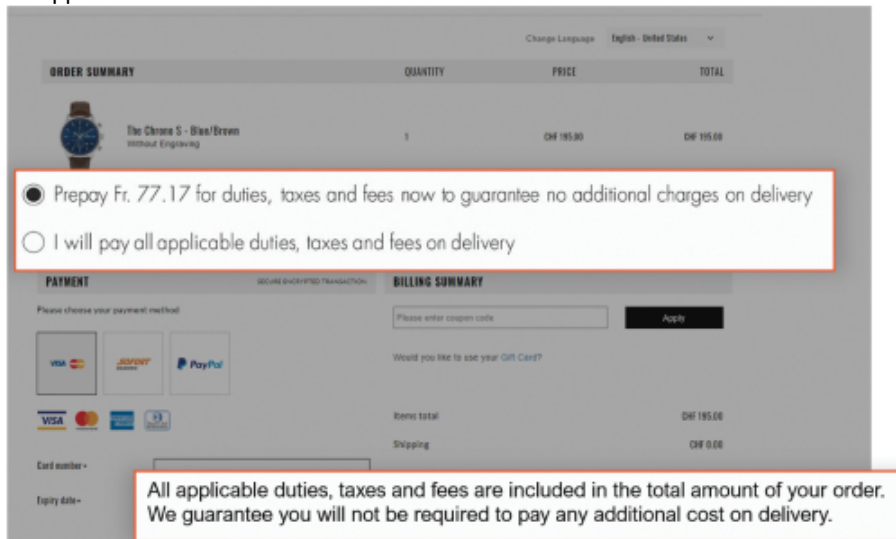 Change Language English - United States
ORDER SUMMARY QUANTITY PRICE TOTAL
The Chrono S - Blue/Brown
Without Engraving
1 CHF 195.00 CHF 195.00
Prepay Fr. 77.17 for duties, taxes and fees now to guarantee no additional charges on delivery
I will pay all applicable duties, taxes and fees on delivery
PAYMENT SECURE ENCRYPTED TRANSACTION BILLING SUMMARY
Please choose your payment method
Please enter coupon code Apply
VISA SOFORT PayPal
Would you like to use your Gift Card?
VISA
Items total CHF 195.00
Shipping CHF 0.00
Card number*
Expiry date*
All applicable duties, taxes and fees are included in the total amount of your order.
We guarantee you will not be required to pay any additional cost on delivery.